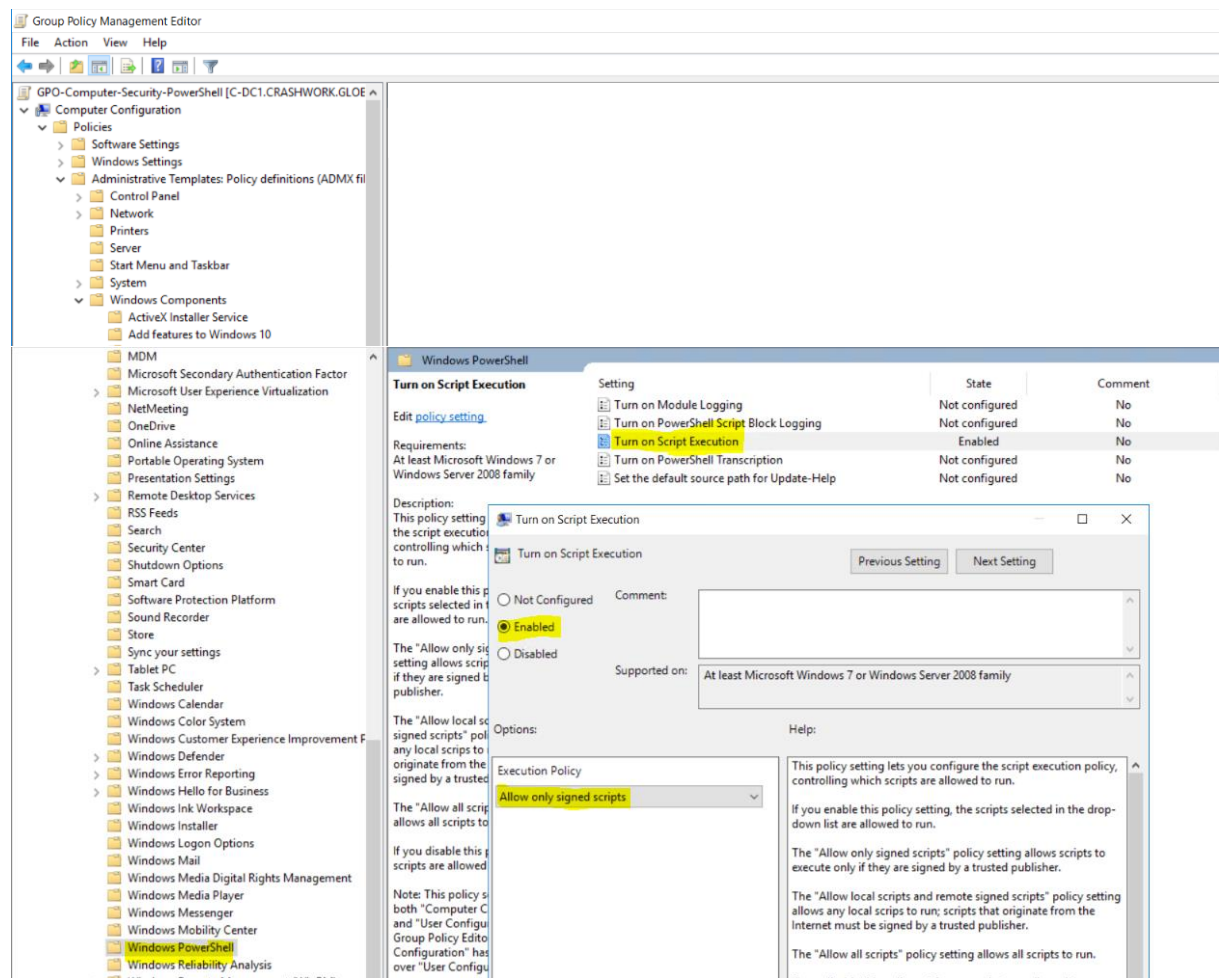 Group Policy Management Editor
File Action View Help
GPO-Computer-Security-PowerShell [C-DC1.CRASHWORK.GLOE
Computer Configuration
Policies
Software Settings
Windows Settings
Administrative Templates: Policy definitions (ADMX fil
Control Panel
Network
Printers
Server
Start Menu and Taskbar
System
Windows Components
ActiveX Installer Service
Add features to Windows 10
MDM
Microsoft Secondary Authentication Factor
Microsoft User Experience Virtualization
NetMeeting
OneDrive
Online Assistance
Portable Operating System
Presentation Settings
Remote Desktop Services
RSS Feeds
Search
Security Center
Shutdown Options
Smart Card
Software Protection Platform
Sound Recorder
Store
Sync your settings
Tablet PC
Task Scheduler
Windows Calendar
Windows Color System
Windows Customer Experience Improvement P
Windows Defender
Windows Error Reporting
Windows Hello for Business
Windows Ink Workspace
Windows Installer
Windows Logon Options
Windows Mail
Windows Media Digital Rights Management
Windows Media Player
Windows Messenger
Windows Mobility Center
Windows PowerShell
Windows Reliability Analysis
Windows PowerShell
Turn on Script Execution
Edit policy setting
Requirements:
At least Microsoft Windows 7 or
Windows Server 2008 family
Description:
This policy setting
the script execution
controlling which s
to run.
If you enable this p
scripts selected in t
are allowed to run.
The "Allow only sig
setting allows scrip
if they are signed b
publisher.
The "Allow local sc
signed scripts" poli
any local scrips to
originate from the
signed by a trusted
The "Allow all scrip
allows all scripts to
If you disable this p
scripts are allowed
Note: This policy s
both "Computer C
and "User Configu
Group Policy Edito
Configuration" has
over "User Configu
Setting State Comment
Turn on Module Logging Not configured No
Turn on PowerShell Script Block Logging Not configured No
Turn on Script Execution Enabled No
Turn on PowerShell Transcription Not configured No
Set the default source path for Update-Help Not configured No
Turn on Script Execution
Turn on Script Execution
Previous Setting Next Setting
Not Configured Comment:
Enabled
Disabled
Supported on: At least Microsoft Windows 7 or Windows Server 2008 family
Options: Help:
Execution Policy
Allow only signed scripts
This policy setting lets you configure the script execution policy,
controlling which scripts are allowed to run.
If you enable this policy setting, the scripts selected in the drop-
down list are allowed to run.
The "Allow only signed scripts" policy setting allows scripts to
execute only if they are signed by a trusted publisher.
The "Allow local scripts and remote signed scripts" policy setting
allows any local scrips to run; scripts that originate from the
Internet must be signed by a trusted publisher.
The "Allow all scripts" policy setting allows all scripts to run.